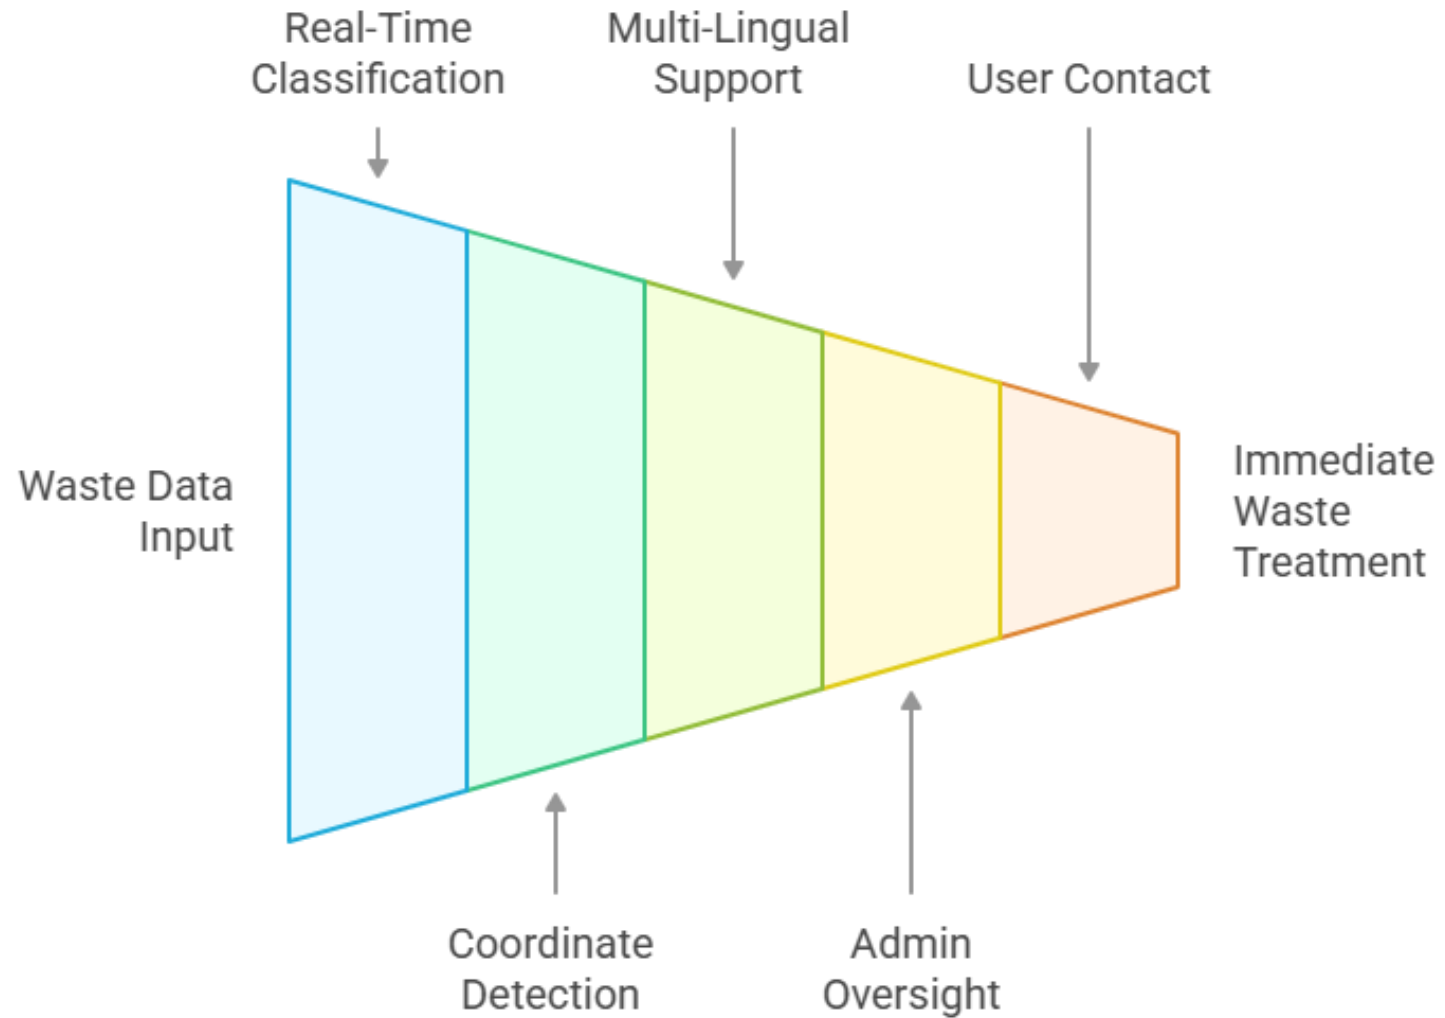 Real-Time
Classification
Multi-Lingual
Support
User Contact
Waste Data
Input
Immediate
Waste
Treatment
Coordinate
Detection
Admin
Oversight